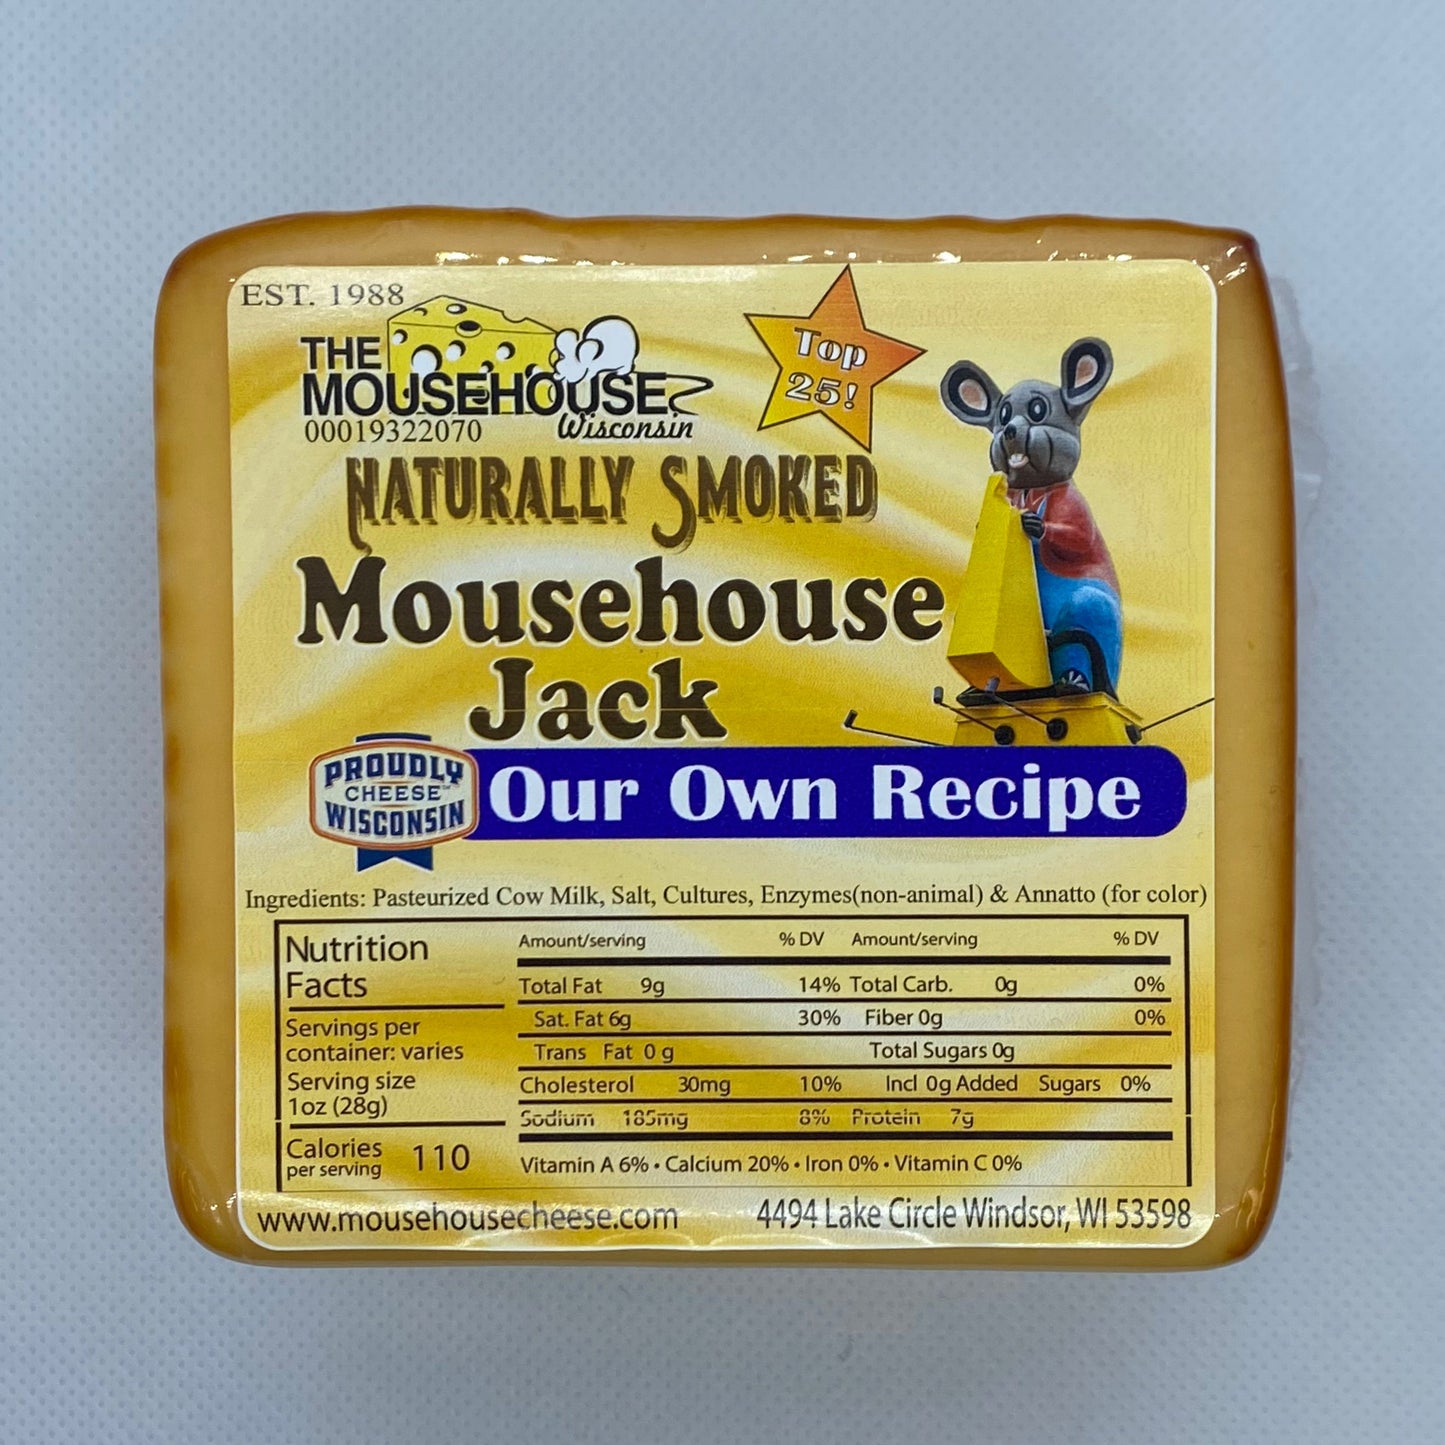 EST. 1988
THE
MOUSEHOUSE
Wisconsin
00019322070
Top
25!
NATURALLY SMOKED
Mousehouse
Jack
PROUDLY
CHEESE™
WISCONSIN
Our Own Recipe
Ingredients: Pasteurized Cow Milk, Salt, Cultures, Enzymes(non-animal) & Annatto (for color)
Nutrition
Facts
Servings per
container: varies
Serving size
1oz (28g)
Calories 110
per serving
Amount/serving % DV Amount/serving % DV
Total Fat 9g 14% Total Carb. 0g 0%
Sat. Fat 6g 30% Fiber 0g 0%
Trans Fat 0 g Total Sugars 0g
Cholesterol 30mg 10% Incl 0g Added Sugars 0%
Sodium 185mg 8% Protein 7g
Vitamin A 6% • Calcium 20% • Iron 0% • Vitamin C 0%
www.mousehousecheese.com 4494 Lake Circle Windsor, WI 53598